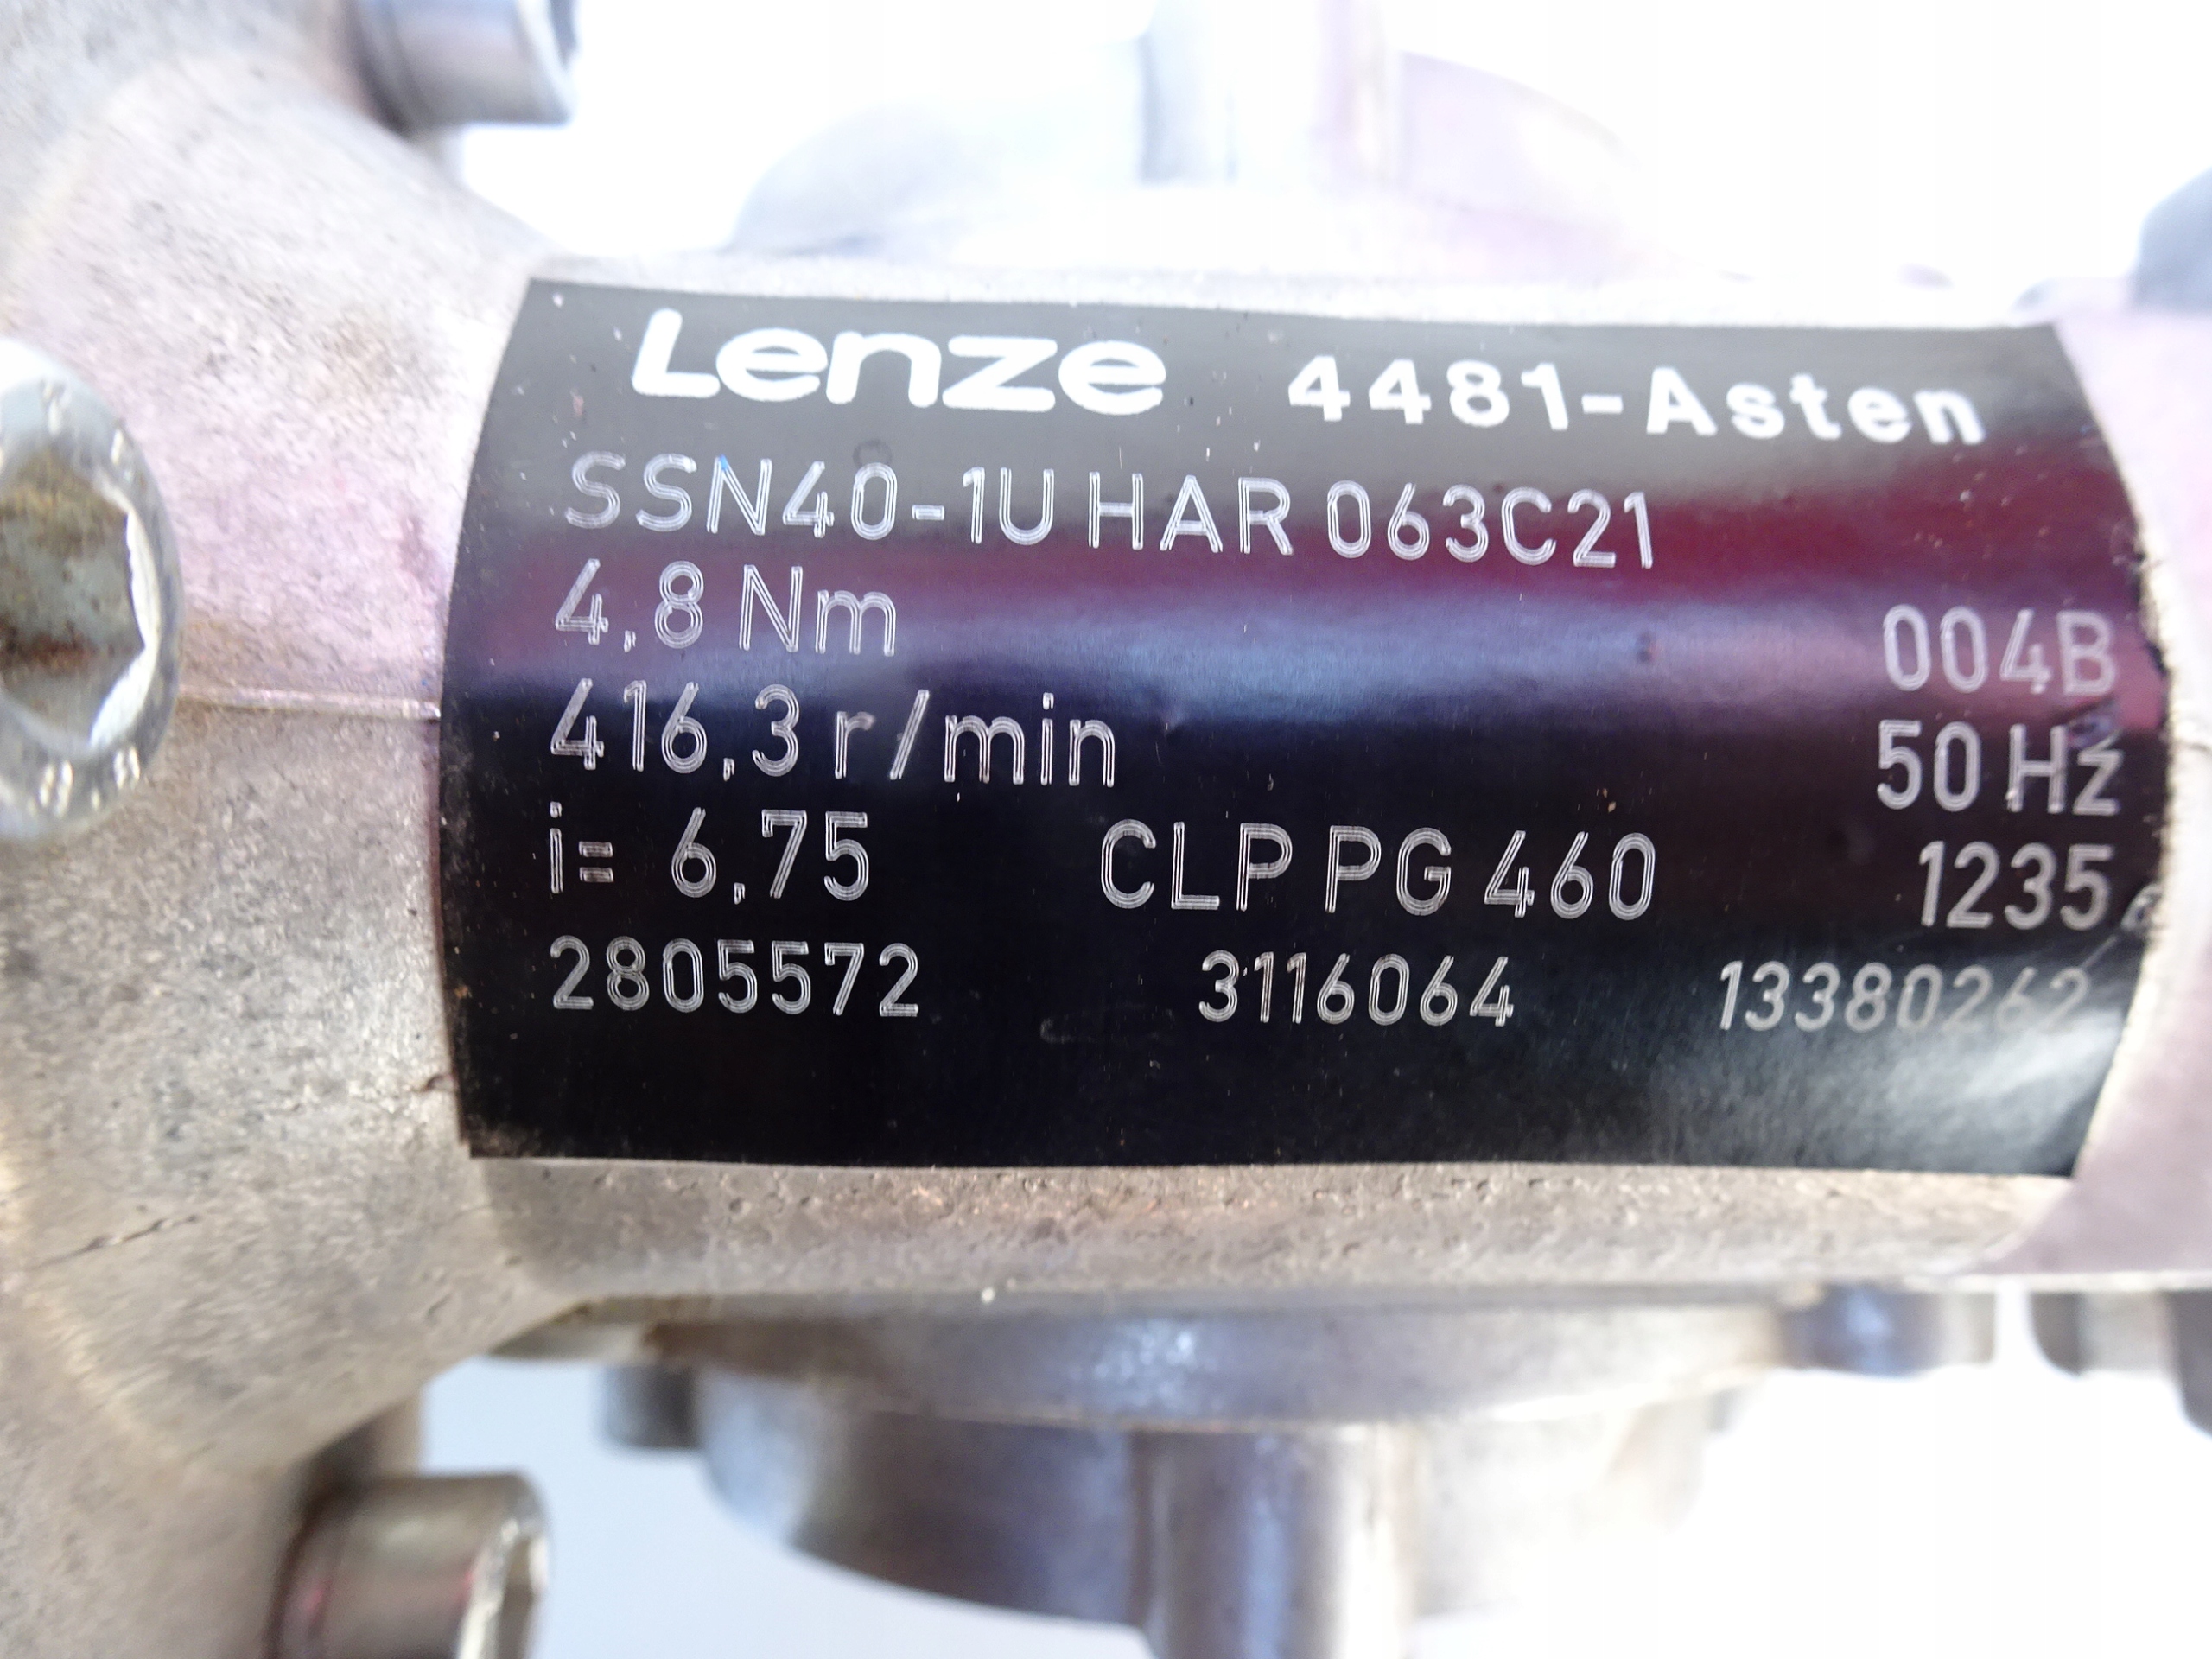 Lenze 4481-Asten
SSN40-1U HAR 063C21
4,8 Nm 004B
416,3 r/min 50 Hz
i= 6,75 CLP PG 460 1235
2805572 3116064 13380262